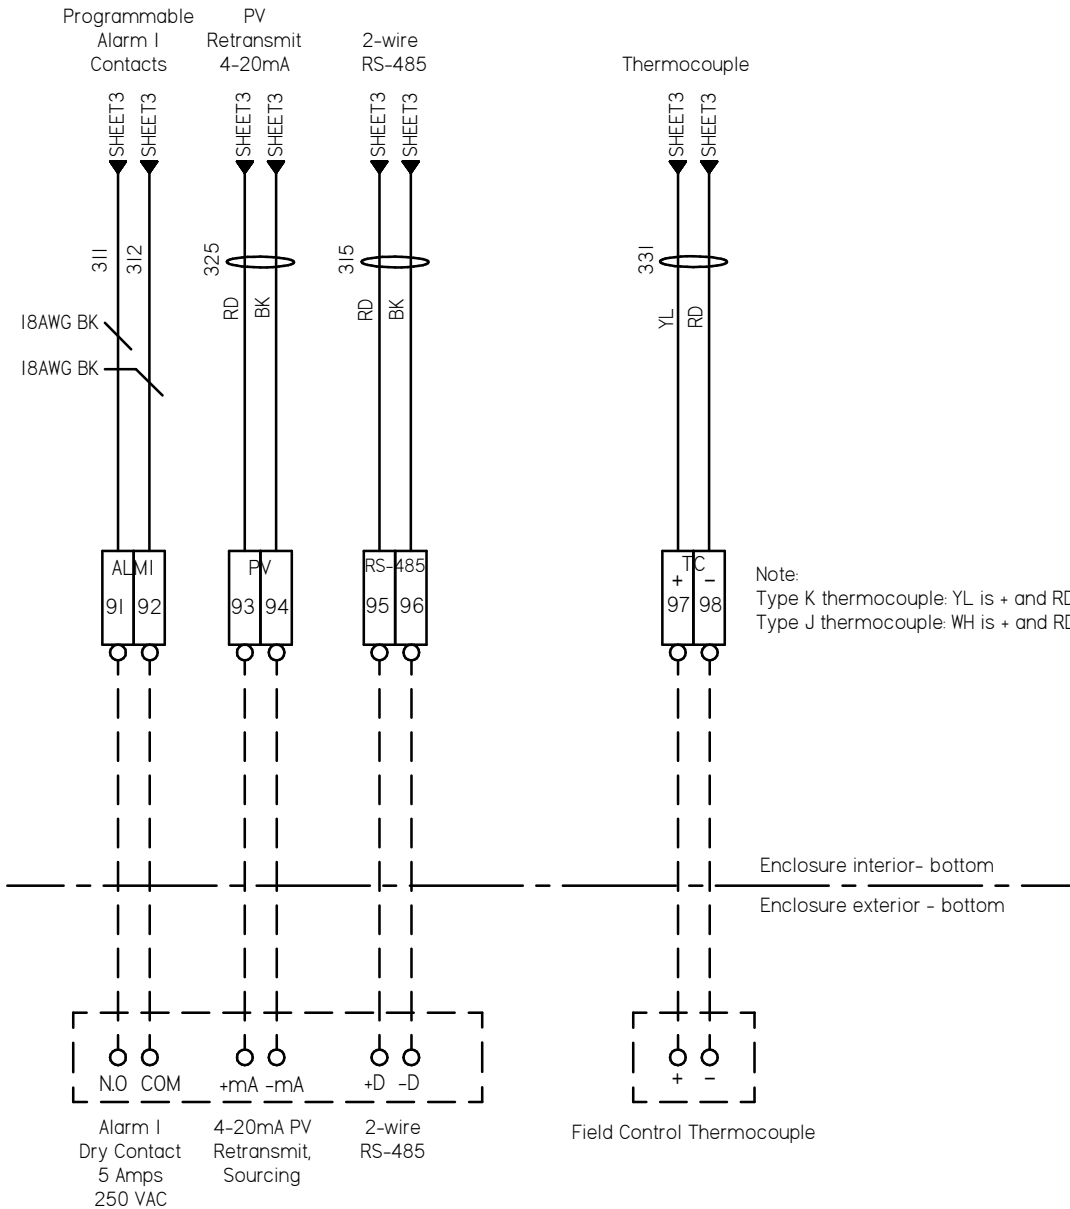 Programmable
Alarm 1
Contacts
PV
Retransmit
4-20mA
2-wire
RS-485
Thermocouple
SHEET3
SHEET3
SHEET3
SHEET3
SHEET3
SHEET3
SHEET3
SHEET3
311
312
325
315
331
RD
BK
RD
BK
YL
RD
18AWG BK
18AWG BK
ALM1
91
92
PV
93
94
RS-485
95
96
TC
+
–
97
98
Note:
Type K thermocouple: YL is + and RD
Type J thermocouple: WH is + and RD
Enclosure interior- bottom
Enclosure exterior - bottom
N.O
COM
+mA
-mA
+D
-D
+
–
Alarm 1
Dry Contact
5 Amps
250 VAC
4-20mA PV
Retransmit,
Sourcing
2-wire
RS-485
Field Control Thermocouple